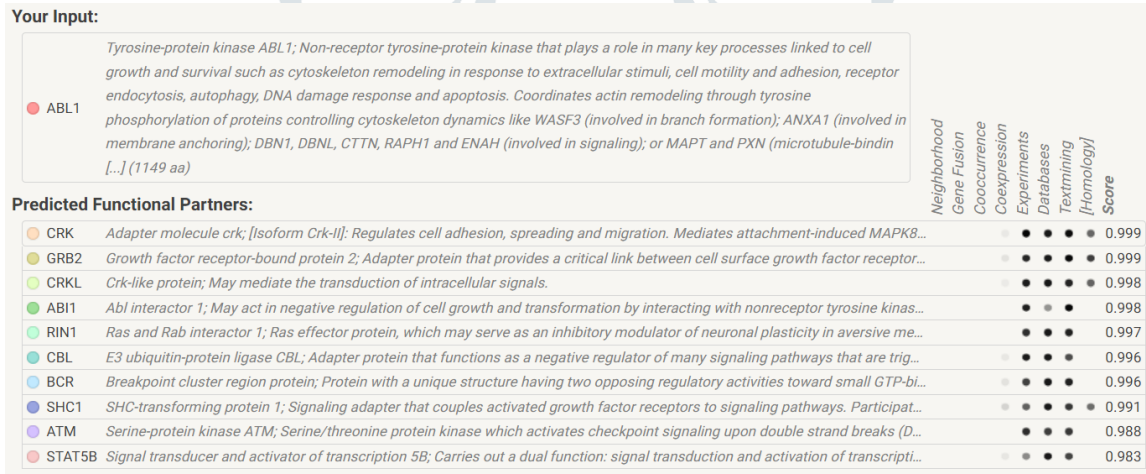 Your Input:
ABL1
Tyrosine-protein kinase ABL1; Non-receptor tyrosine-protein kinase that plays a role in many key processes linked to cell
growth and survival such as cytoskeleton remodeling in response to extracellular stimuli, cell motility and adhesion, receptor
endocytosis, autophagy, DNA damage response and apoptosis. Coordinates actin remodeling through tyrosine
phosphorylation of proteins controlling cytoskeleton dynamics like WASF3 (involved in branch formation); ANXA1 (involved in
membrane anchoring); DBN1, DBNL, CTTN, RAPH1 and ENAH (involved in signaling); or MAPT and PXN (microtubule-bindin
[...] (1149 aa)
Neighborhood
Gene Fusion
Cooccurrence
Coexpression
Experiments
Databases
Textmining
[Homology]
Score
Predicted Functional Partners:
CRK Adapter molecule crk; [Isoform Crk-II]: Regulates cell adhesion, spreading and migration. Mediates attachment-induced MAPK8... 0.999
GRB2 Growth factor receptor-bound protein 2; Adapter protein that provides a critical link between cell surface growth factor receptor... 0.999
CRKL Crk-like protein; May mediate the transduction of intracellular signals. 0.998
ABI1 Abl interactor 1; May act in negative regulation of cell growth and transformation by interacting with nonreceptor tyrosine kinas... 0.998
RIN1 Ras and Rab interactor 1; Ras effector protein, which may serve as an inhibitory modulator of neuronal plasticity in aversive me... 0.997
CBL E3 ubiquitin-protein ligase CBL; Adapter protein that functions as a negative regulator of many signaling pathways that are trig... 0.996
BCR Breakpoint cluster region protein; Protein with a unique structure having two opposing regulatory activities toward small GTP-bi... 0.996
SHC1 SHC-transforming protein 1; Signaling adapter that couples activated growth factor receptors to signaling pathways. Participat... 0.991
ATM Serine-protein kinase ATM; Serine/threonine protein kinase which activates checkpoint signaling upon double strand breaks (D... 0.988
STAT5B Signal transducer and activator of transcription 5B; Carries out a dual function: signal transduction and activation of transcripti... 0.983